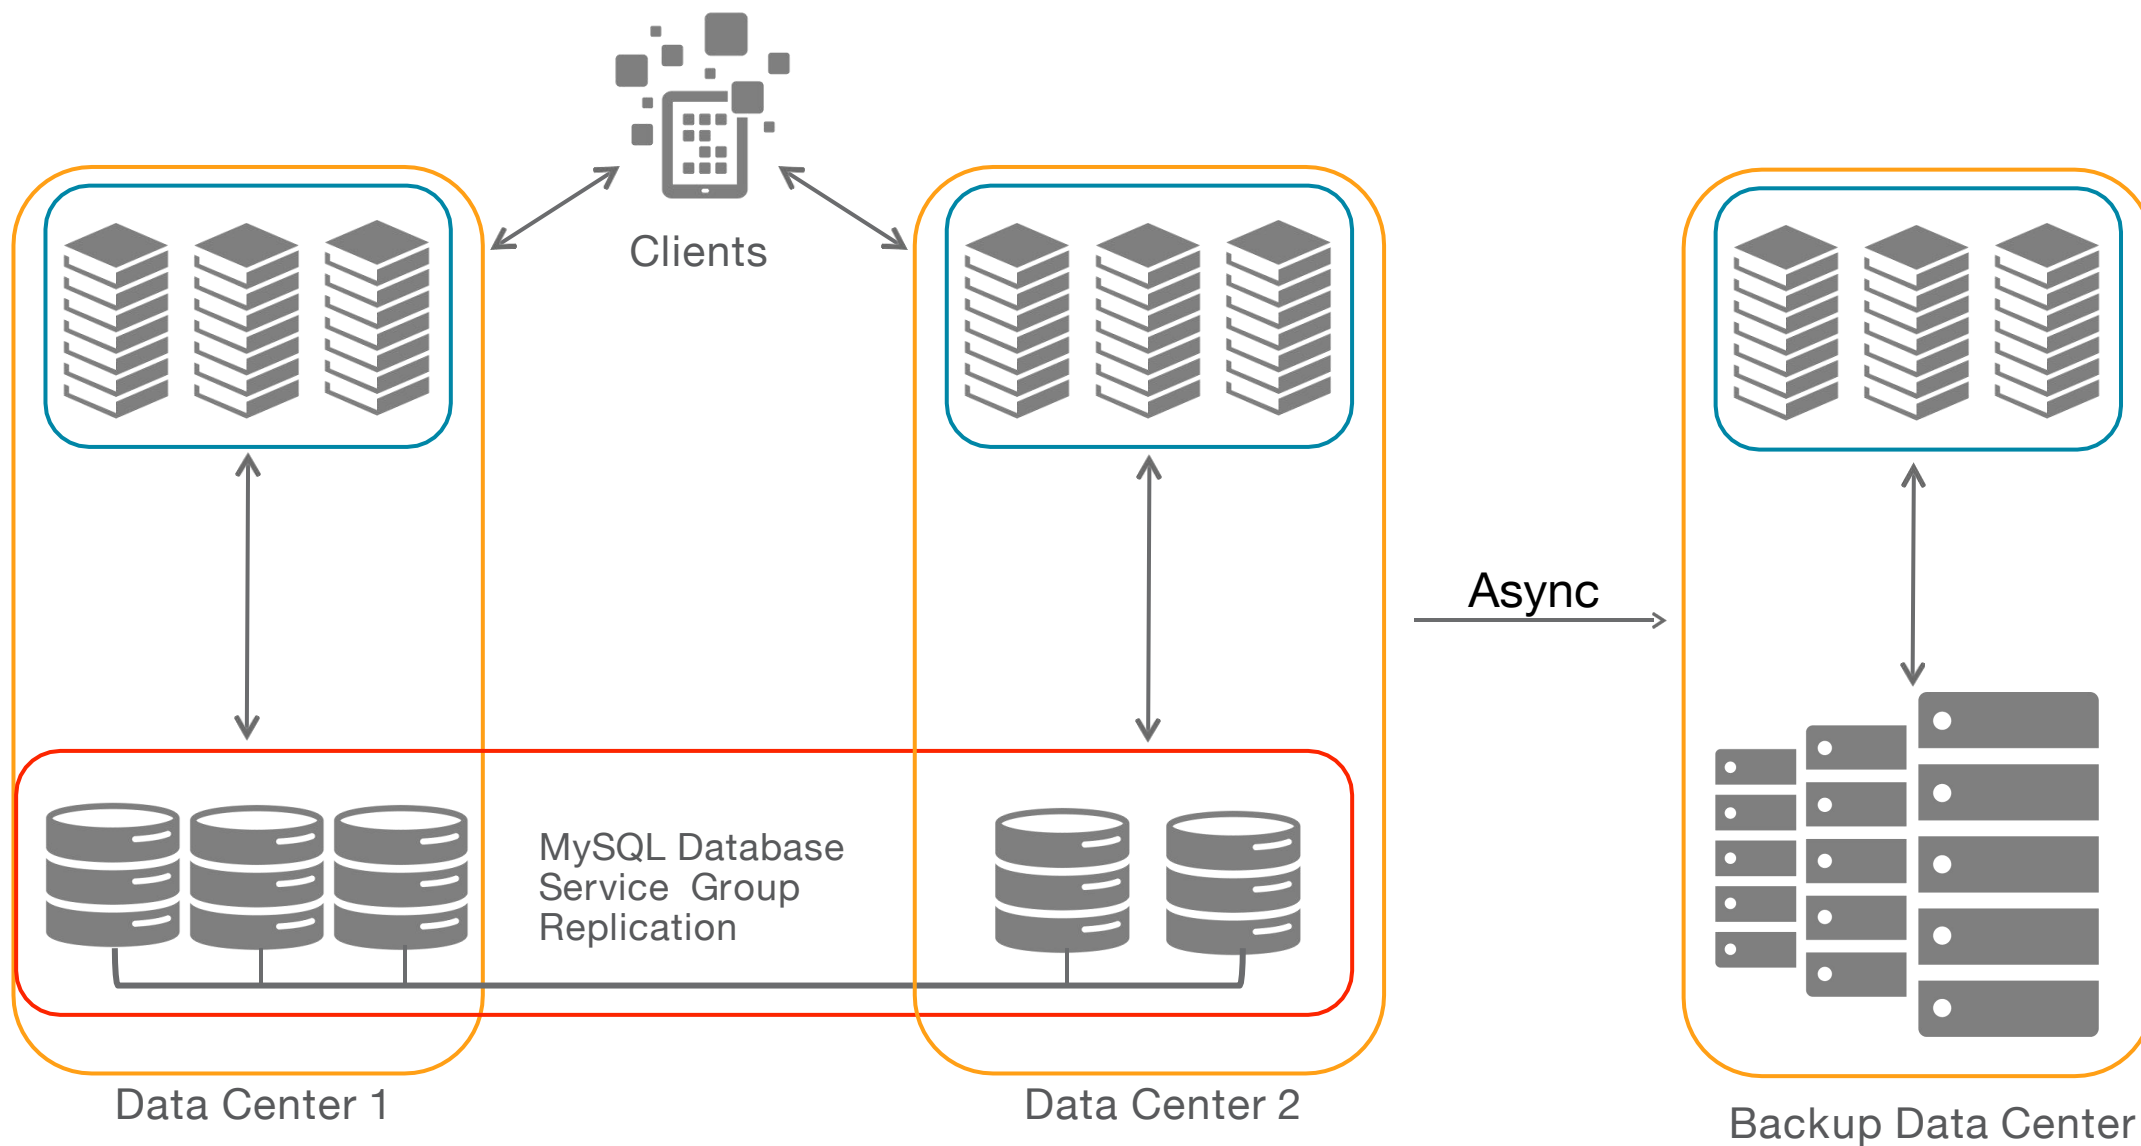 Clients
Async
MySQL Database
Service Group
Replication
Data Center 1
Data Center 2
Backup Data Center